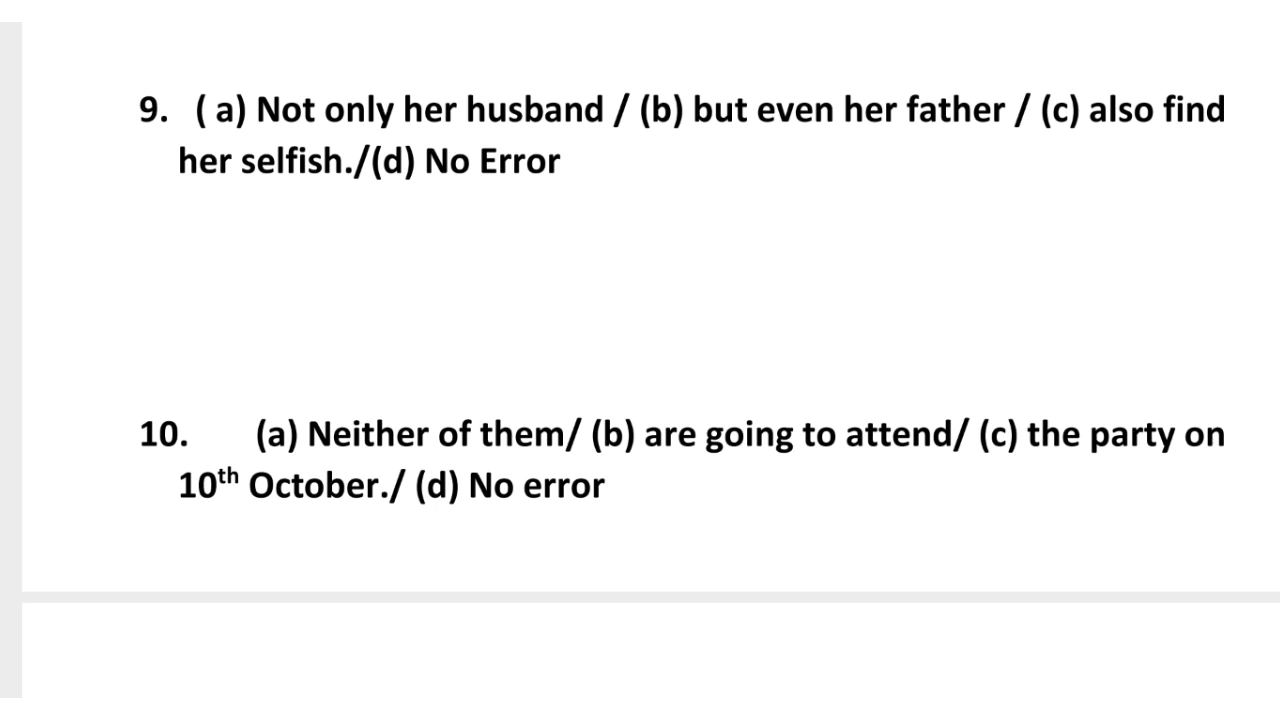 9. ( a) Not only her husband / (b) but even her father / (c) also find
her selfish./(d) No Error
10. (a) Neither of them/ (b) are going to attend/ (c) the party on
10th October./ (d) No error